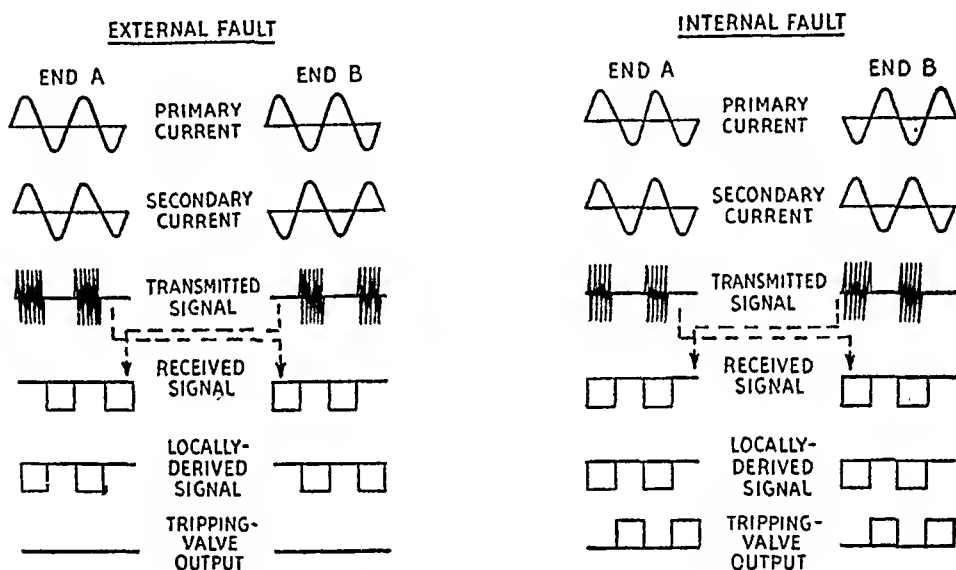 EXTERNAL FAULT
END A
END B
PRIMARY
CURRENT
SECONDARY
CURRENT
TRANSMITTED
SIGNAL
RECEIVED
SIGNAL
LOCALLY-
DERIVED
SIGNAL
TRIPPING-
VALVE
OUTPUT
INTERNAL FAULT
END A
END B
PRIMARY
CURRENT
SECONDARY
CURRENT
TRANSMITTED
SIGNAL
RECEIVED
SIGNAL
LOCALLY-
DERIVED
SIGNAL
TRIPPING-
VALVE
OUTPUT